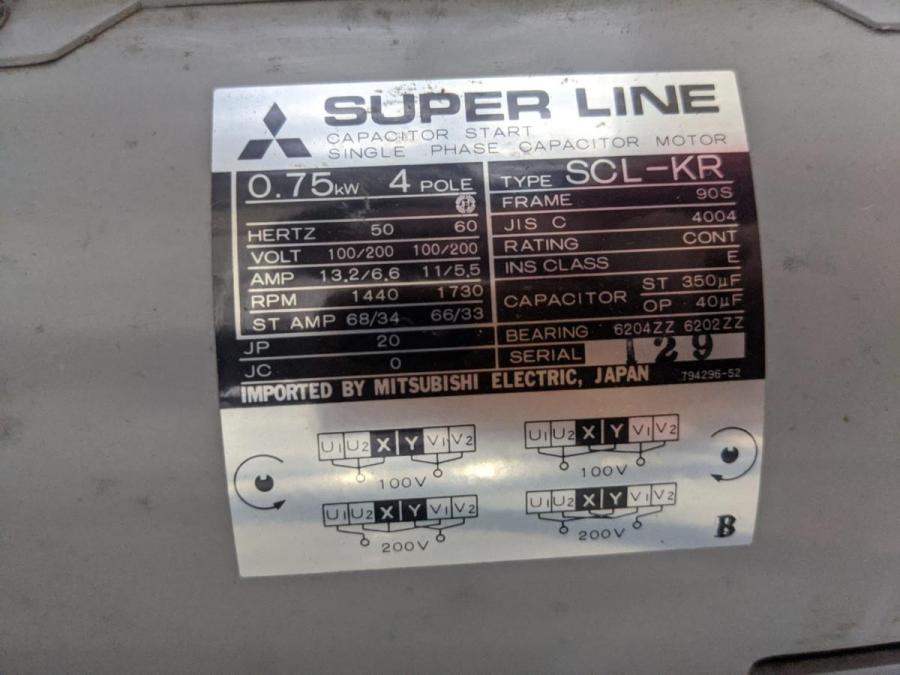 SUPER LINE
CAPACITOR START
SINGLE PHASE CAPACITOR MOTOR
0.75kW 4 POLE
HERTZ 50 60
VOLT 100/200 100/200
AMP 13.2/6.6 11/5.5
RPM 1440 1730
ST AMP 68/34 66/33
JP 20
JC 0
TYPE SCL-KR
FRAME 90S
JIS C 4004
RATING CONT
INS CLASS E
CAPACITOR ST 350µF
OP 40µF
BEARING 6204ZZ 6202ZZ
SERIAL 129
IMPORTED BY MITSUBISHI ELECTRIC, JAPAN 794296-52
U1 U2 X Y V1 V2
100V
U1 U2 X Y V1 V2
200V
U1 U2 X Y V1 V2
100V
U1 U2 X Y V1 V2
200V
B